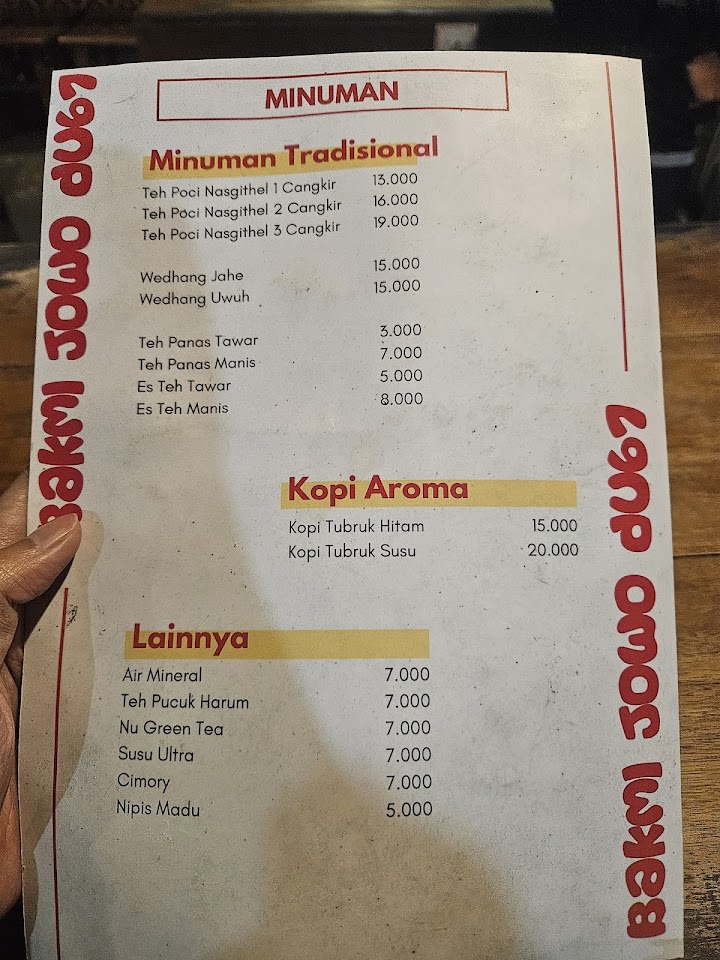 MINUMAN
BAKMI JOWO DU67
Minuman Tradisional
Teh Poci Nasgithel 1 Cangkir 13.000
Teh Poci Nasgithel 2 Cangkir 16.000
Teh Poci Nasgithel 3 Cangkir 19.000
Wedhang Jahe 15.000
Wedhang Uwuh 15.000
Teh Panas Tawar 3.000
Teh Panas Manis 7.000
Es Teh Tawar 5.000
Es Teh Manis 8.000
Kopi Aroma
Kopi Tubruk Hitam 15.000
Kopi Tubruk Susu 20.000
Lainnya
Air Mineral 7.000
Teh Pucuk Harum 7.000
Nu Green Tea 7.000
Susu Ultra 7.000
Cimory 7.000
Nipis Madu 5.000
BAKMI JOWO DU67